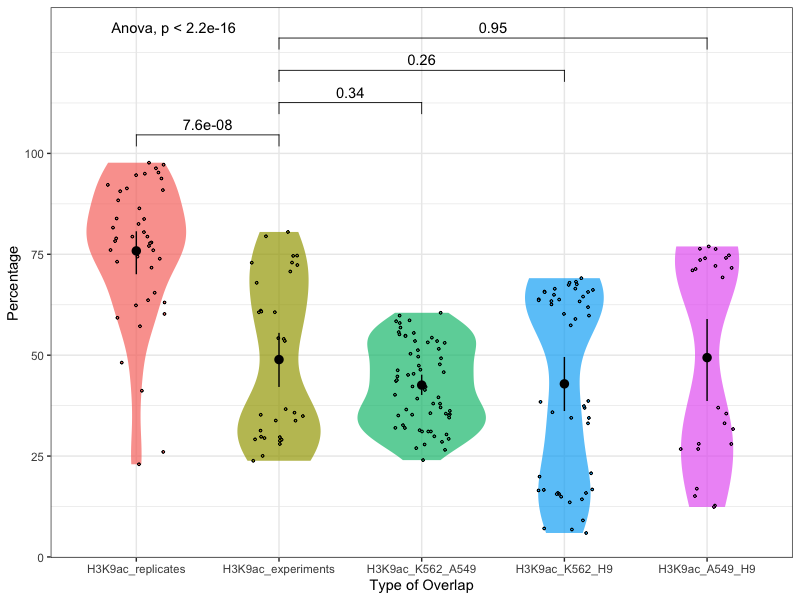 Anova, p < 2.2e-16
0.95
0.26
0.34
7.6e-08
100
75
50
25
0
Percentage
H3K9ac_replicates
H3K9ac_experiments
H3K9ac_K562_A549
H3K9ac_K562_H9
H3K9ac_A549_H9
Type of Overlap